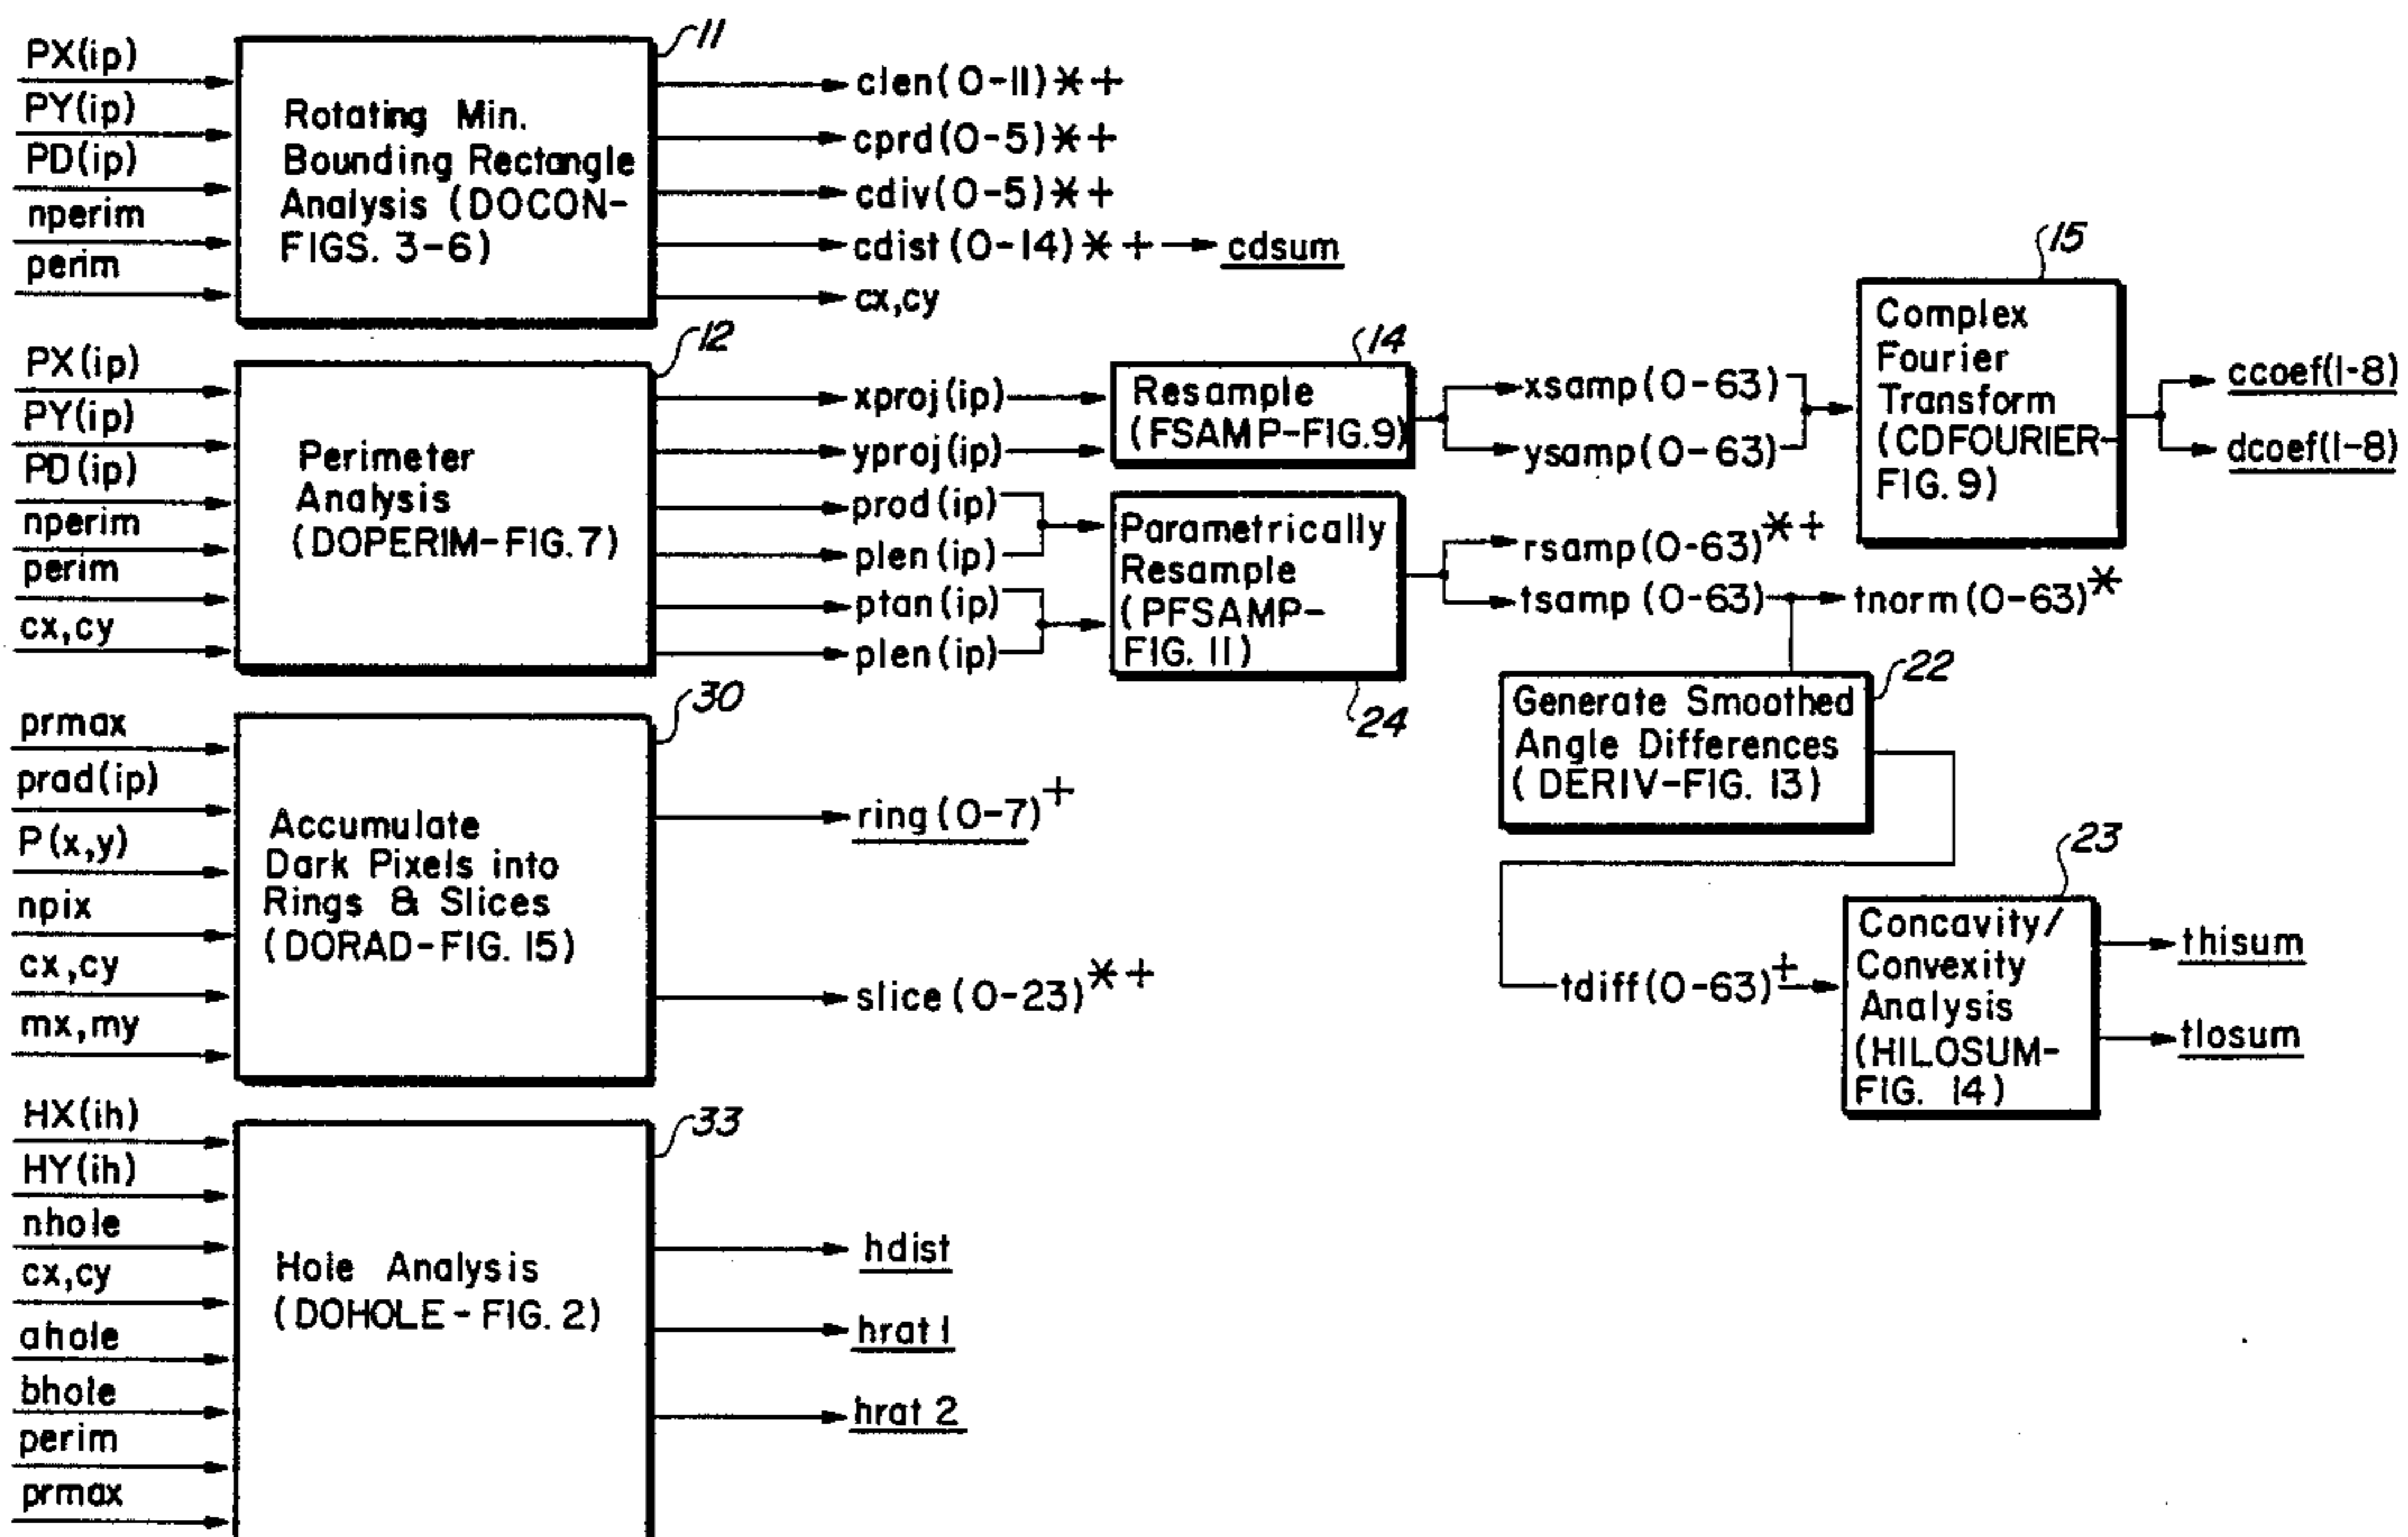 PX(ip)
PY(ip)
PD(ip)
nperim
perim
11
Rotating Min.
Bounding Rectangle
Analysis (DOCON-
FIGS. 3-6)
clen(0-11)*+
cprd(0-5)*+
cdiv(0-5)*+
cdist(0-14)*+
cdsum
cx,cy
PX(ip)
PY(ip)
PD(ip)
nperim
perim
cx,cy
12
Perimeter
Analysis
(DOPERIM-FIG. 7)
xproj(ip)
yproj(ip)
prad(ip)
plen(ip)
ptan(ip)
plen(ip)
14
Resample
(FSAMP-FIG.9)
Parametrically
Resample
(PFSAMP-
FIG. 11)
24
xsamp(0-63)
ysamp(0-63)
rsamp(0-63)*+
tsamp(0-63)
tnorm(0-63)*
15
Complex
Fourier
Transform
(CDFOURIER-
FIG. 9)
ccoef(1-8)
dcoef(1-8)
22
Generate Smoothed
Angle Differences
(DERIV-FIG. 13)
tdiff(0-63)+
23
Concavity/
Convexity
Analysis
(HILOSUM-
FIG. 14)
thisum
tlosum
prmax
prad(ip)
P(x,y)
npix
cx,cy
mx,my
30
Accumulate
Dark Pixels into
Rings & Slices
(DORAD-FIG. 15)
ring(0-7)+
slice(0-23)*+
HX(ih)
HY(ih)
nhole
cx,cy
ahole
bhole
perim
prmax
33
Hole Analysis
(DOHOLE-FIG. 2)
hdist
hrat 1
hrat 2